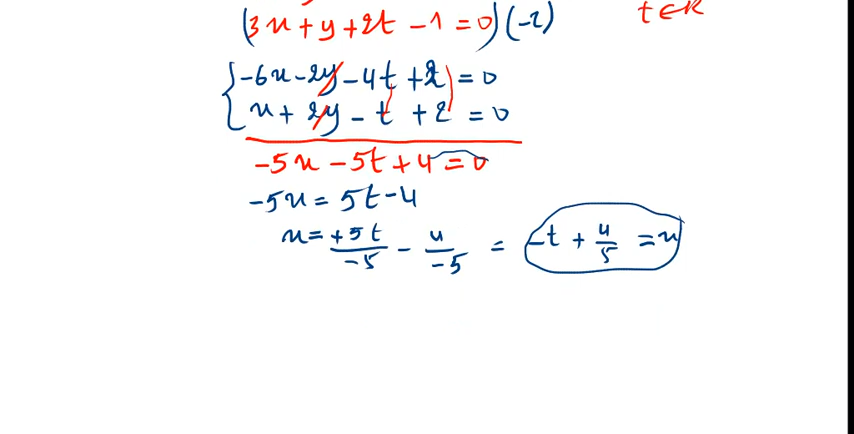 (3x + y + 2t - 1 = 0)(-2) t∈R
{ -6x - 2y - 4t + 2 = 0
x + 2y - t + 2 = 0
-5x - 5t + 4 = 0
-5x = 5t - 4
x = +5t/-5 - 4/-5 = -t + 4/5 = x